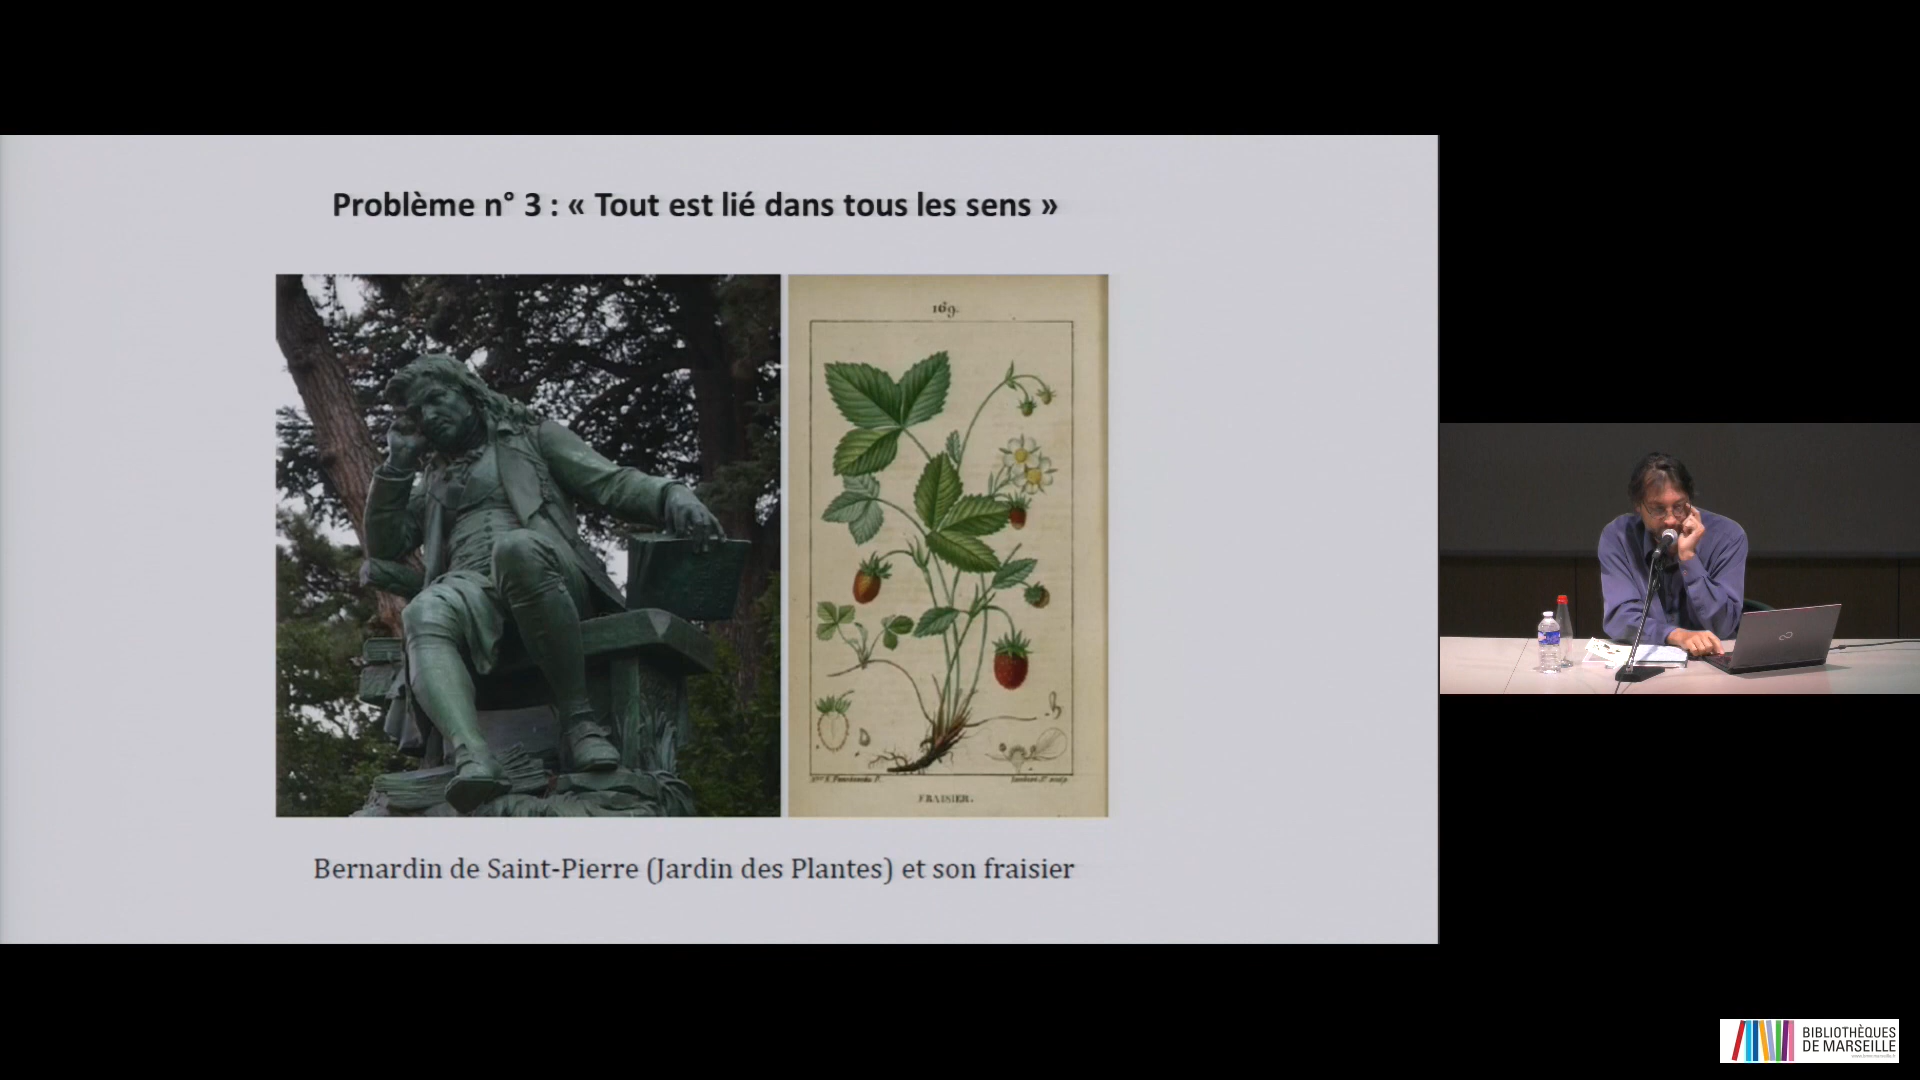 Problème n° 3 : « Tout est lié dans tous les sens »
169.
FRAISIER.
Bernardin de Saint-Pierre (Jardin des Plantes) et son fraisier
BIBLIOTHÈQUES
DE MARSEILLE